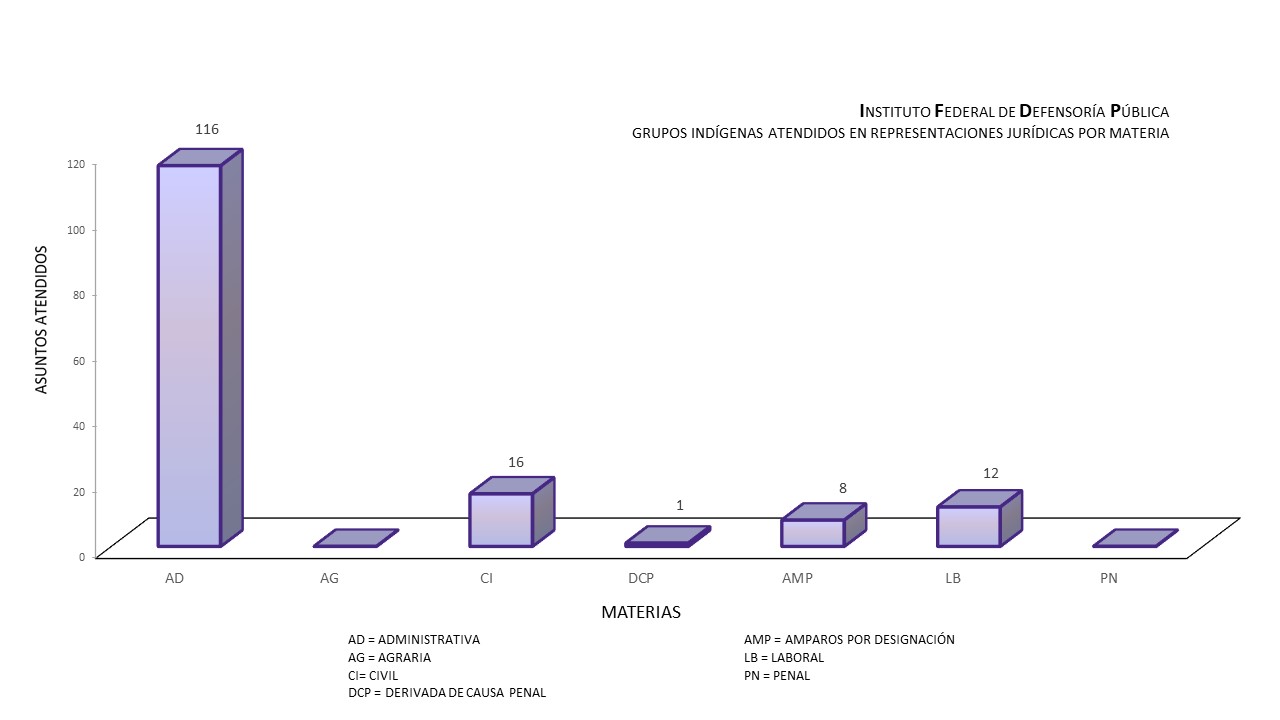 INSTITUTO FEDERAL DE DEFENSORÍA PÚBLICA
GRUPOS INDÍGENAS ATENDIDOS EN REPRESENTACIONES JURÍDICAS POR MATERIA
116
120
100
80
60
40
20
0
ASUNTOS ATENDIDOS
16
1
8
12
AD AG CI DCP AMP LB PN
MATERIAS
AD = ADMINISTRATIVA
AG = AGRARIA
CI= CIVIL
DCP = DERIVADA DE CAUSA PENAL
AMP = AMPAROS POR DESIGNACIÓN
LB = LABORAL
PN = PENAL